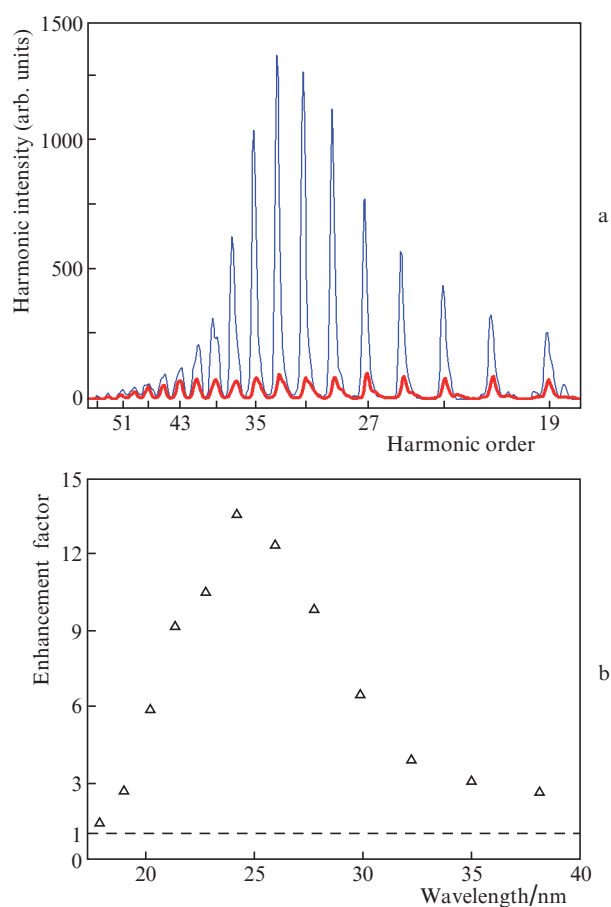 1500
1000
500
0
Harmonic intensity (arb. units)
a
51 43 35 27 19
Harmonic order
15
12
9
6
3
1
0
Enhancement factor
b
20 25 30 35 40
Wavelength/nm